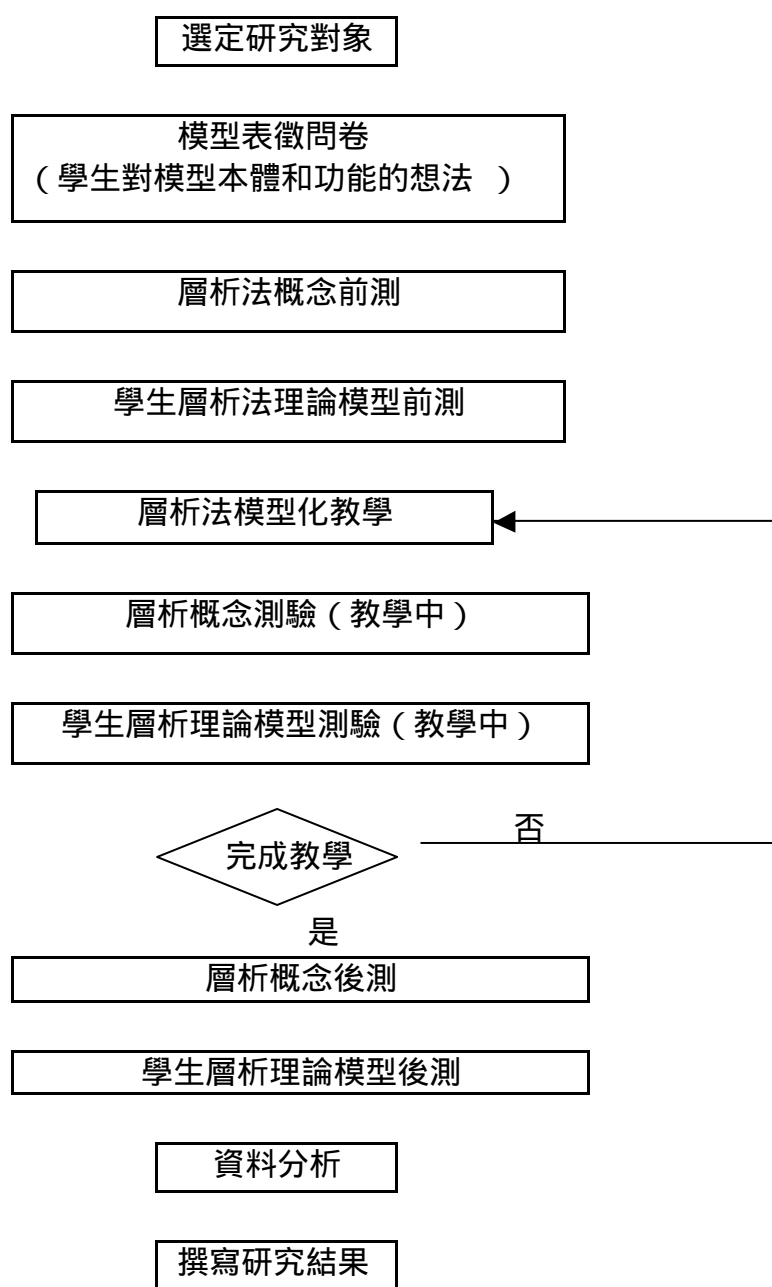 選定研究對象
模型表徵問卷
(學生對模型本體和功能的想法 )
層析法概念前測
學生層析法理論模型前測
層析法模型化教學
層析概念測驗(教學中)
學生層析理論模型測驗(教學中)
否
完成教學
是
層析概念後測
學生層析理論模型後測
資料分析
撰寫研究結果